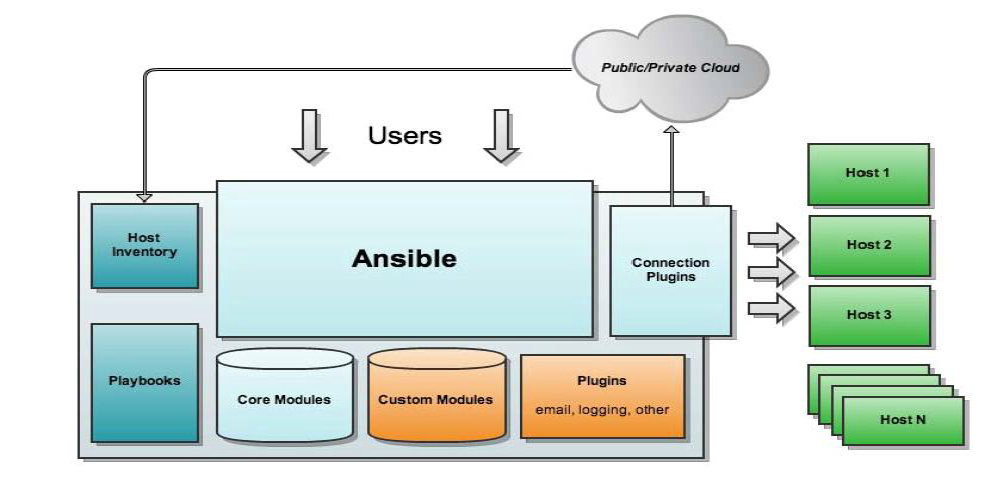 Public/Private Cloud
Users
Host 1
Host
Inventory
Ansible
Connection
Plugins
Host 2
Host 3
Playbooks
Core Modules
Custom Modules
Plugins
email, logging, other
Host N